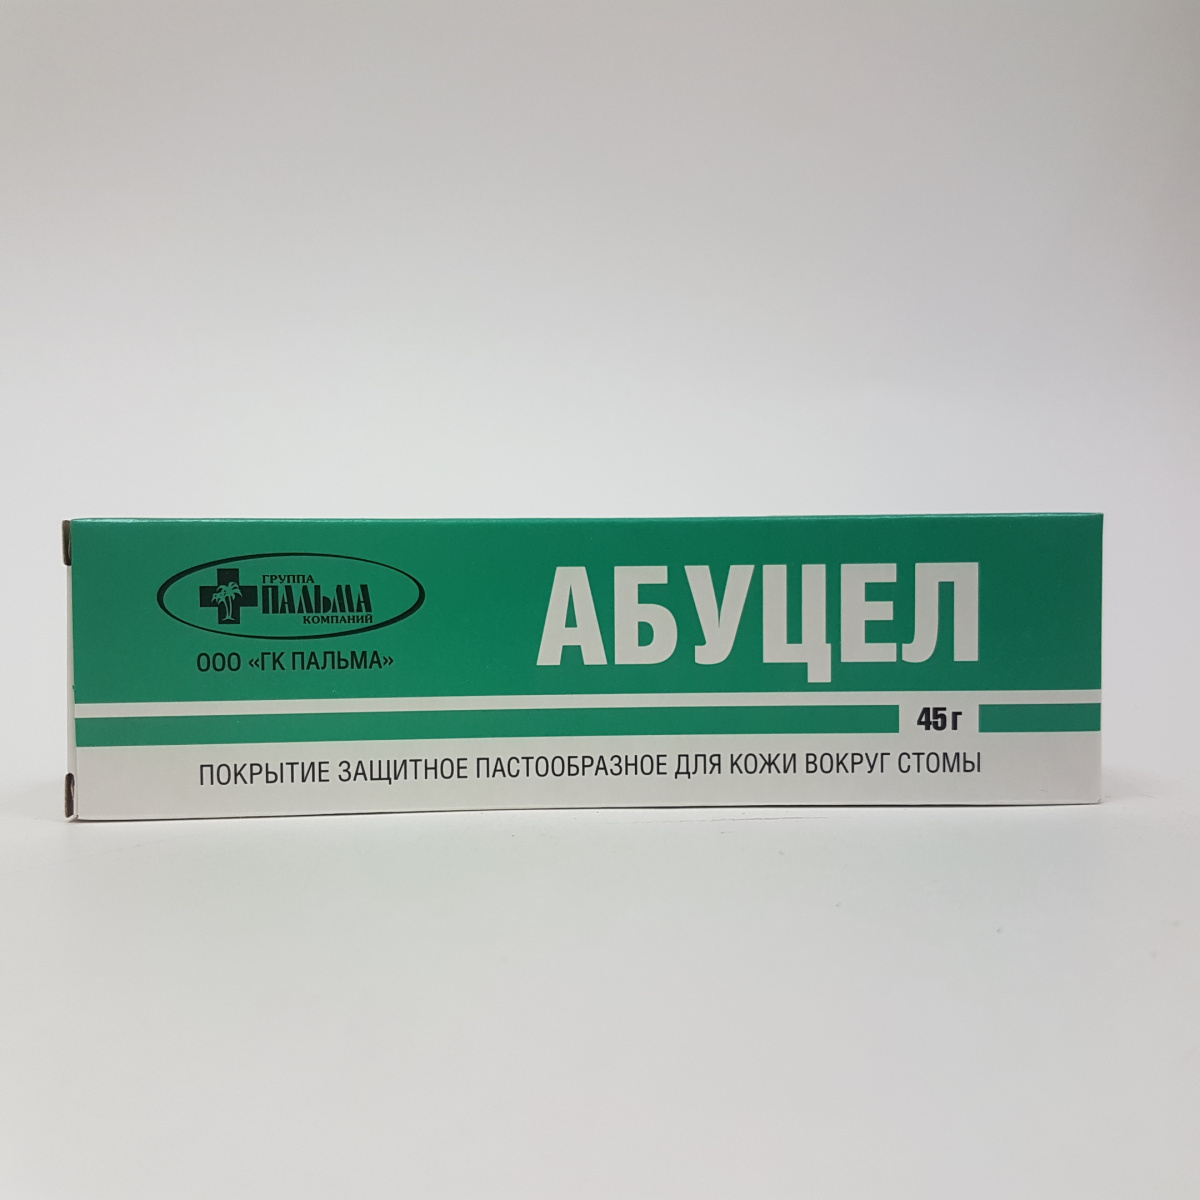 ГРУППА
ПАЛЬМА
КОМПАНИЙ
ООО «ГК ПАЛЬМА»
АБУЦЕЛ
45 г
ПОКРЫТИЕ ЗАЩИТНОЕ ПАСТООБРАЗНОЕ ДЛЯ КОЖИ ВОКРУГ СТОМЫ